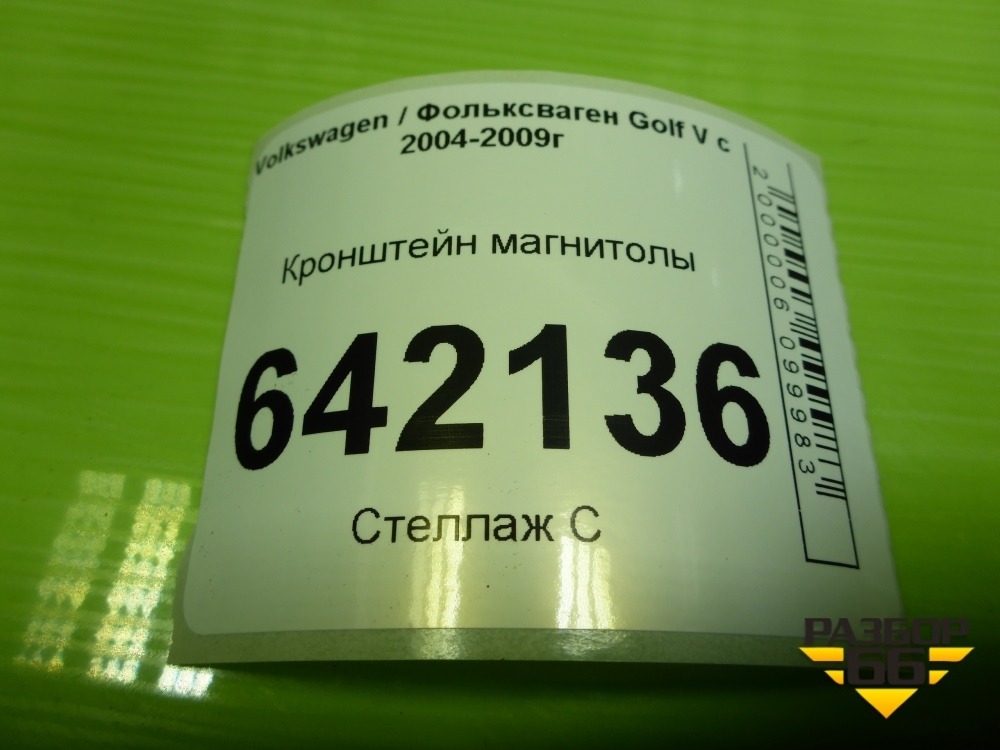 Volkswagen / Фольксваген Golf V с
2004-2009г
Кронштейн магнитолы
642136
Стеллаж С
2000006099983
РАЗБОР
66